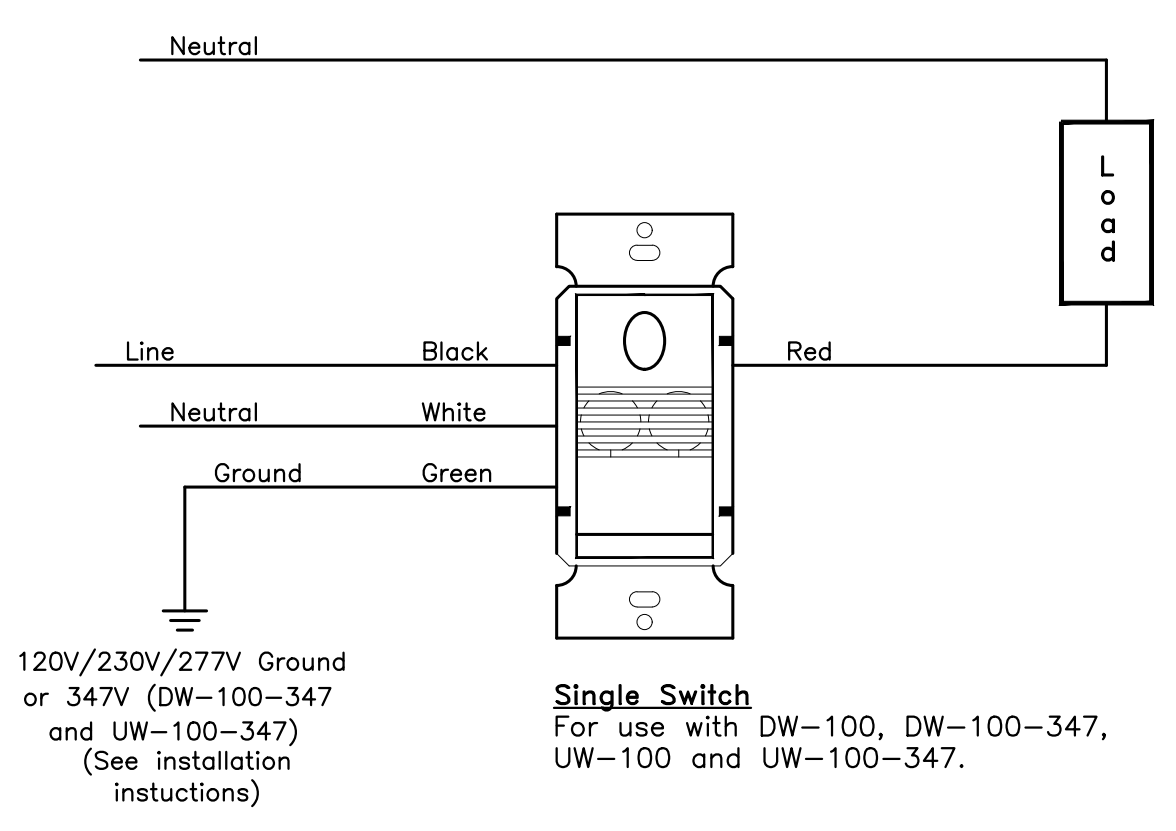 Neutral
Load
Line
Black
Red
Neutral
White
Ground
Green
120V/230V/277V Ground
or 347V (DW-100-347
and UW-100-347)
(See installation
instuctions)
Single Switch
For use with DW-100, DW-100-347,
UW-100 and UW-100-347.